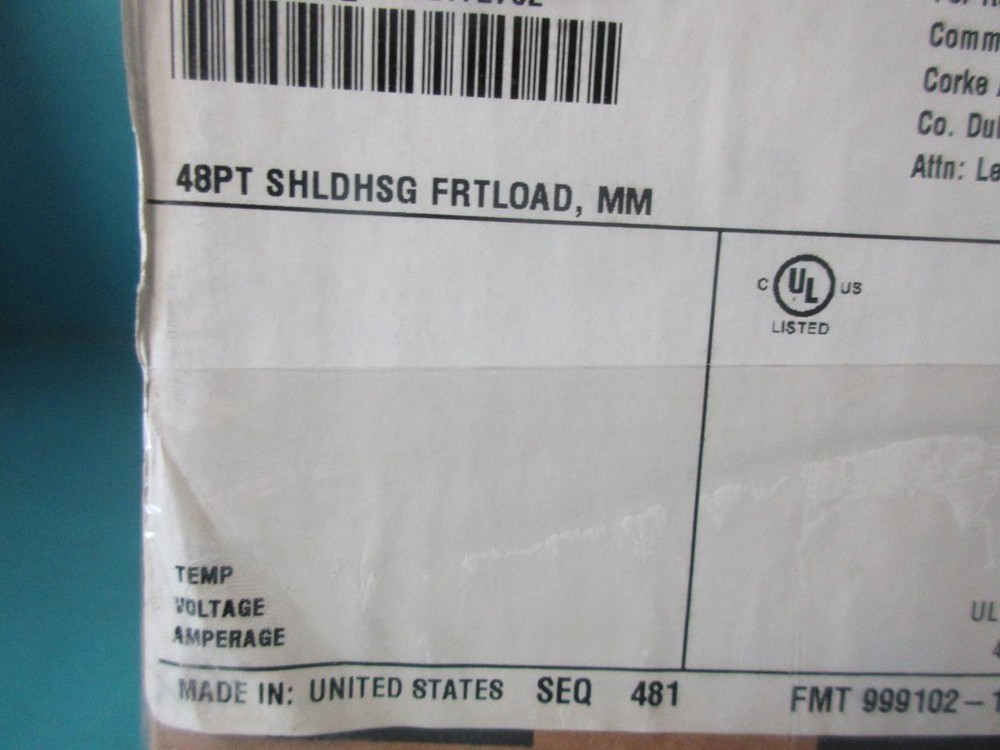 Comm
Corke
Co. Dul
Attn: Le
48PT SHLDHSG FRTLOAD, MM
C UL US
LISTED
TEMP
VOLTAGE
AMPERAGE
UL
MADE IN: UNITED STATES SEQ 481 FMT 999102-1